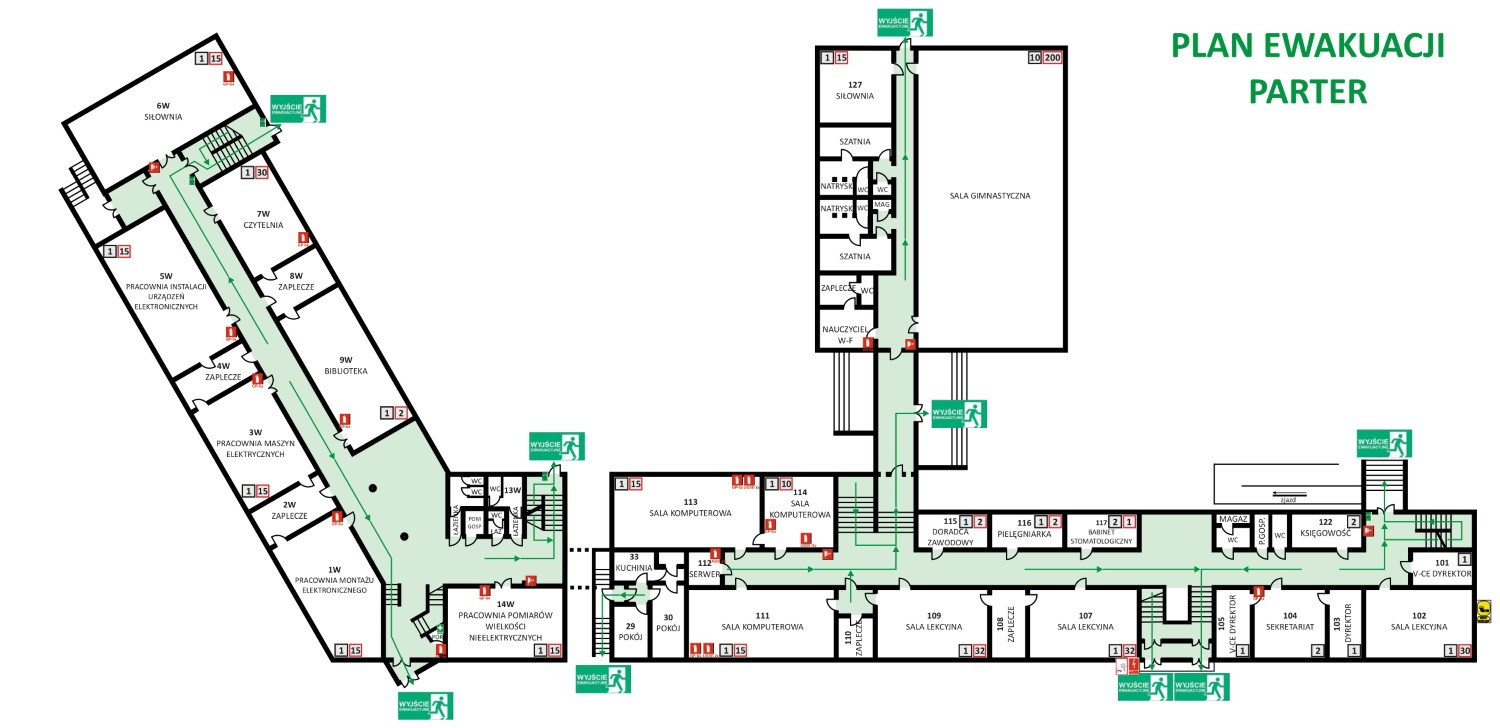 PLAN EWAKUACJI
PARTER
WYJŚCIE
EWAKUACYJNE
1 15
6W
SIŁOWNIA
WYJŚCIE
EWAKUACYJNE
1 30
7W
CZYTELNIA
1 15
5W
PRACOWNIA INSTALACJI
URZĄDZEŃ
ELEKTRONICZNYCH
8W
ZAPLECZE
4W
ZAPLECZE
9W
BIBLIOTEKA
1 2
3W
PRACOWNIA MASZYN
ELEKTRYCZNYCH
1 15
2W
ZAPLECZE
1W
PRACOWNIA MONTAŻU
ELEKTRONICZNEGO
1 15
WYJŚCIE
EWAKUACYJNE
WC
WC
WC
13W
ŁAZIENKA
POM
GOSP
WC
ŁAZ
ŁAZIENKA
14W
PRACOWNIA POMIARÓW
WIELKOŚCI
NIEELEKTRYCZNYCH
1 15
WYJŚCIE
EWAKUACYJNE
1 15
127
SIŁOWNIA
SZATNIA
NATRYSK
WC
WC
NATRYSK
WC
MAG
SZATNIA
ZAPLECZE
WC
NAUCZYCIEL
W-F
10 200
SALA GIMNASTYCZNA
WYJŚCIE
EWAKUACYJNE
1 15
113
SALA KOMPUTEROWA
1 10
114
SALA
KOMPUTEROWA
115
1 2
DORADCA
ZAWODOWY
116
1 2
PIELĘGNIARKA
117
2 1
BABINET
STOMATOLOGICZNY
MAGAZ
WC
P.GOSP.
WC
122
2
KSIĘGOWOŚĆ
zjazd
WYJŚCIE
EWAKUACYJNE
101
1
V-CE DYREKTOR
33
KUCHINIA
112
SERWER
29
POKÓJ
30
POKÓJ
WYJŚCIE
EWAKUACYJNE
111
SALA KOMPUTEROWA
1 15
110
ZAPLECZE
109
SALA LEKCYJNA
1 32
108
ZAPLECZE
107
SALA LEKCYJNA
1 32
WYJŚCIE
EWAKUACYJNE
WYJŚCIE
EWAKUACYJNE
105
V-CE DYREKTOR
1
104
SEKRETARIAT
2
103
DYREKTOR
1
102
SALA LEKCYJNA
1 30